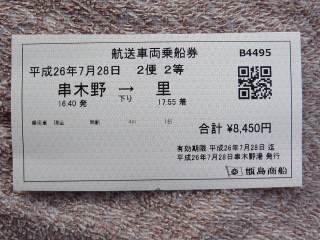 航送車両乗船券 B4495
平成26年7月28日 2便 2等
串木野 → 里
16:40 発 下り 17:55 着
4m 1台
合計 ¥8,450円
有効期限 平成26年7月28日 迄
平成26年7月28日串木野港 発行
甑島商船